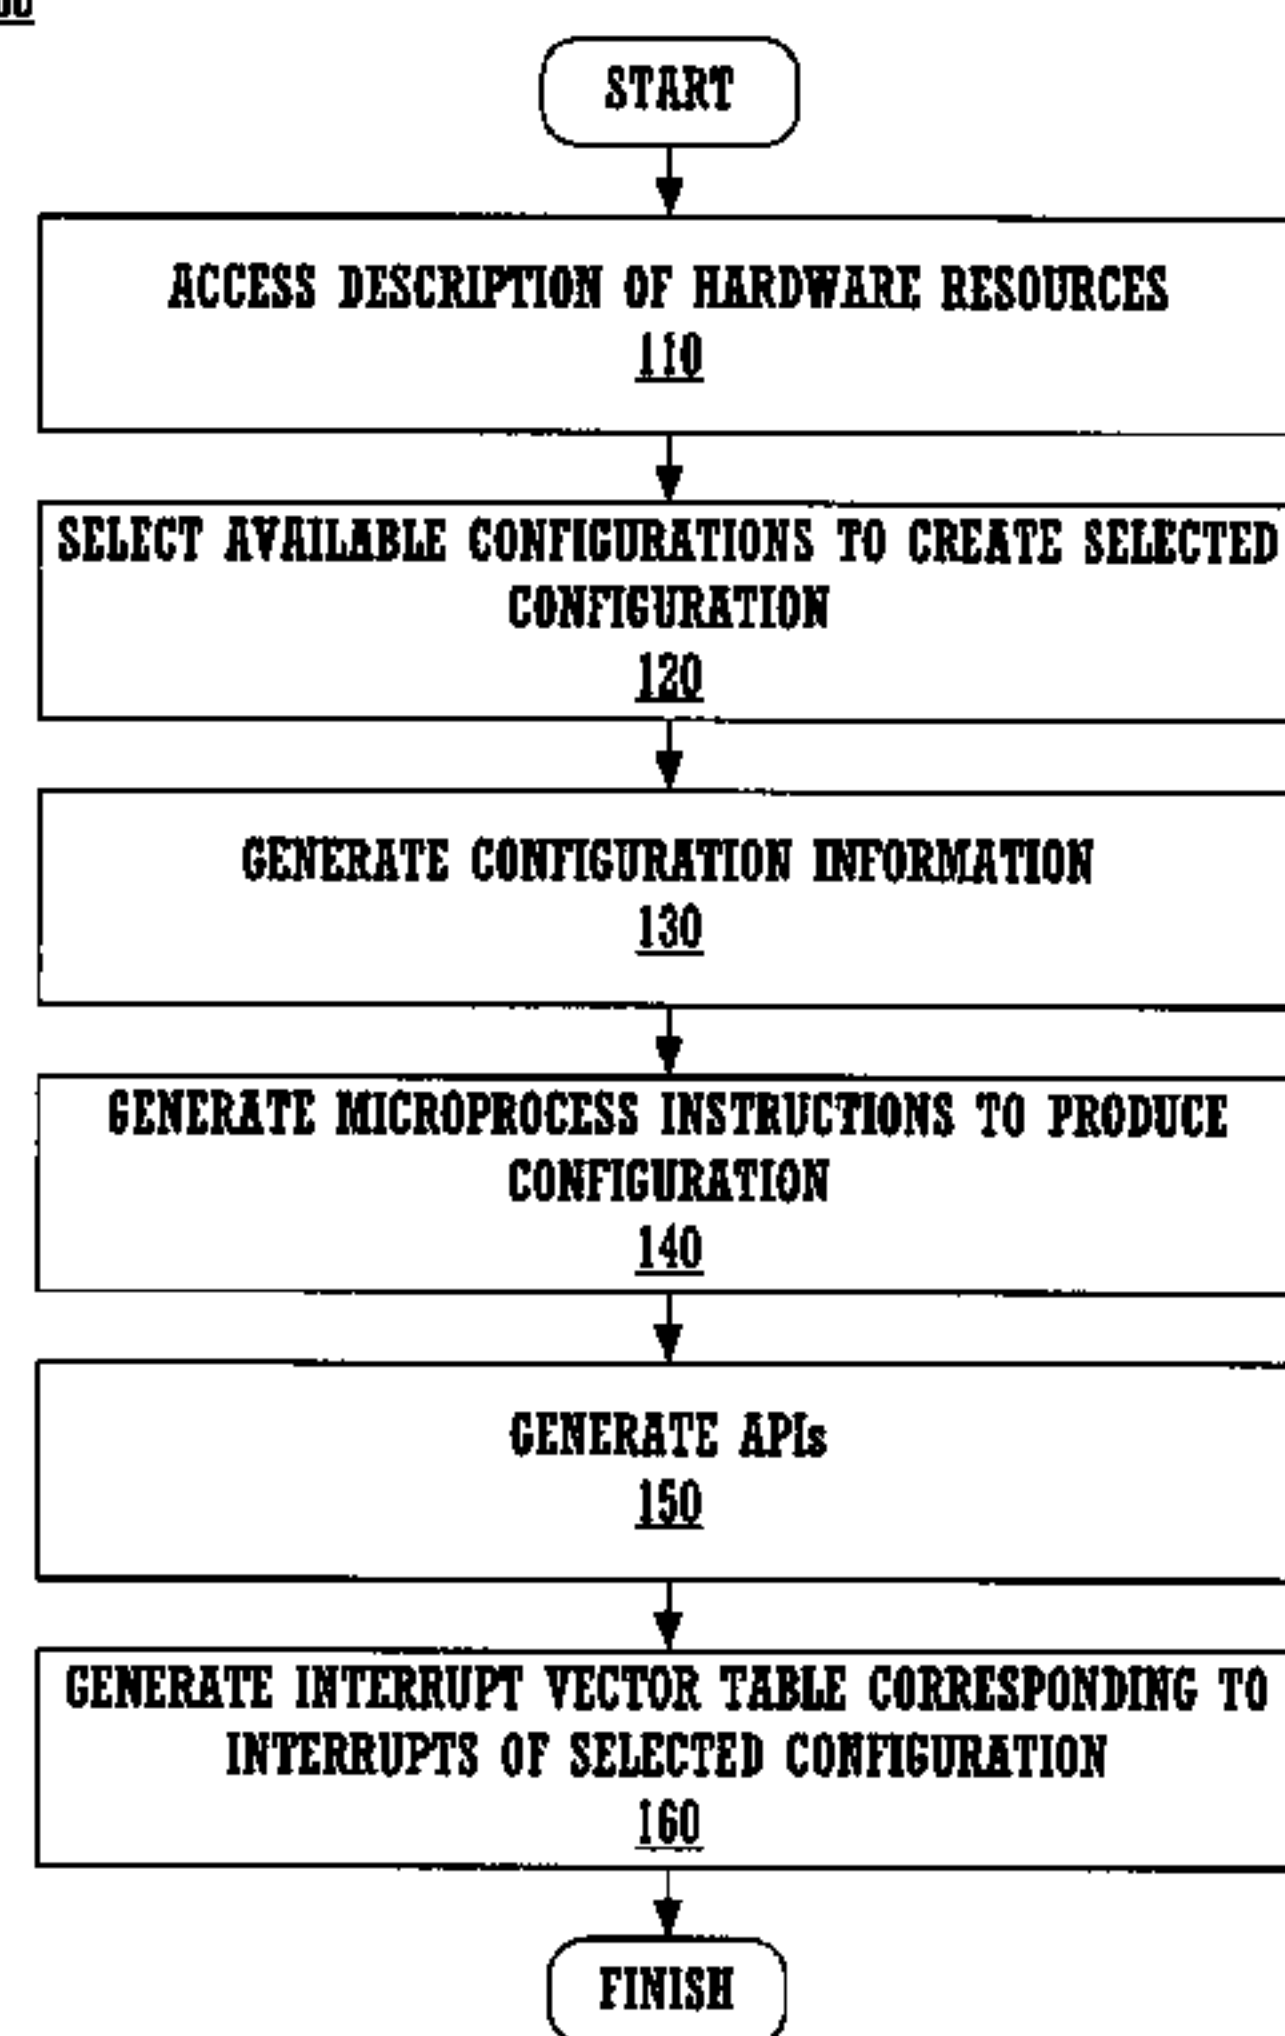 START
ACCESS DESCRIPTION OF HARDWARE RESOURCES
110
SELECT AVAILABLE CONFIGURATIONS TO CREATE SELECTED
CONFIGURATION
120
GENERATE CONFIGURATION INFORMATION
130
GENERATE MICROPROCESS INSTRUCTIONS TO PRODUCE
CONFIGURATION
140
GENERATE APIs
150
GENERATE INTERRUPT VECTOR TABLE CORRESPONDING TO
INTERRUPTS OF SELECTED CONFIGURATION
160
FINISH